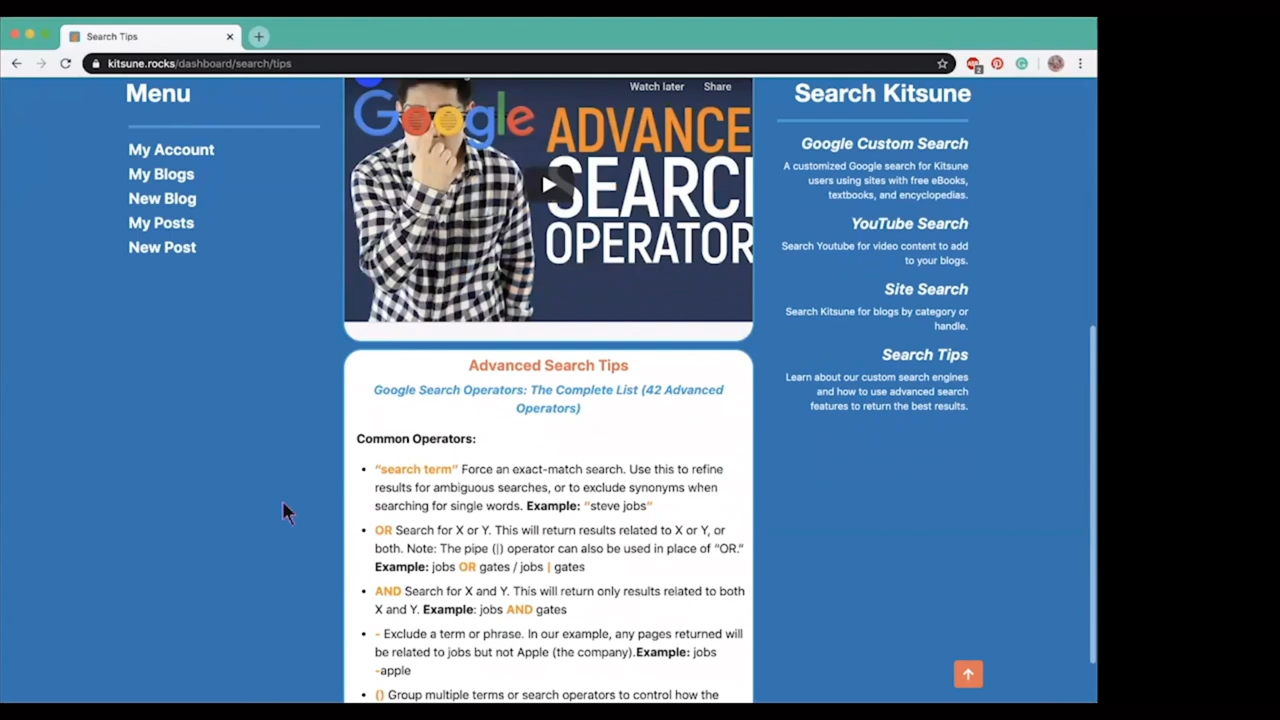 Search Tips
kitsune.rocks/dashboard/search/tips
2
Menu
My Account
My Blogs
New Blog
My Posts
New Post
Watch later Share
Google
ADVANCE
SEARC
OPERATOR
Advanced Search Tips
Google Search Operators: The Complete List (42 Advanced
Operators)
Common Operators:
• “search term” Force an exact-match search. Use this to refine
results for ambiguous searches, or to exclude synonyms when
searching for single words. Example: “steve jobs”
• OR Search for X or Y. This will return results related to X or Y, or
both. Note: The pipe (|) operator can also be used in place of “OR.”
Example: jobs OR gates / jobs | gates
• AND Search for X and Y. This will return only results related to both
X and Y. Example: jobs AND gates
• - Exclude a term or phrase. In our example, any pages returned will
be related to jobs but not Apple (the company).Example: jobs
-apple
• () Group multiple terms or search operators to control how the
Search Kitsune
Google Custom Search
A customized Google search for Kitsune
users using sites with free eBooks,
textbooks, and encyclopedias.
YouTube Search
Search Youtube for video content to add
to your blogs.
Site Search
Search Kitsune for blogs by category or
handle.
Search Tips
Learn about our custom search engines
and how to use advanced search
features to return the best results.